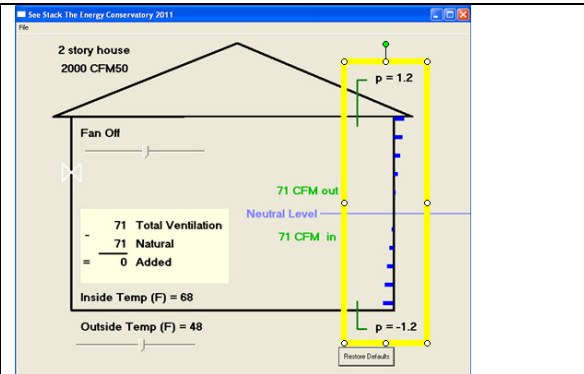 See Stack The Energy Conservatory 2011
File
2 story house
2000 CFM50
p = 1.2
Fan Off
71 CFM out
Neutral Level
71 CFM in
71 Total Ventilation
- 71 Natural
= 0 Added
Inside Temp (F) = 68
Outside Temp (F) = 48
p = -1.2
Restore Defaults